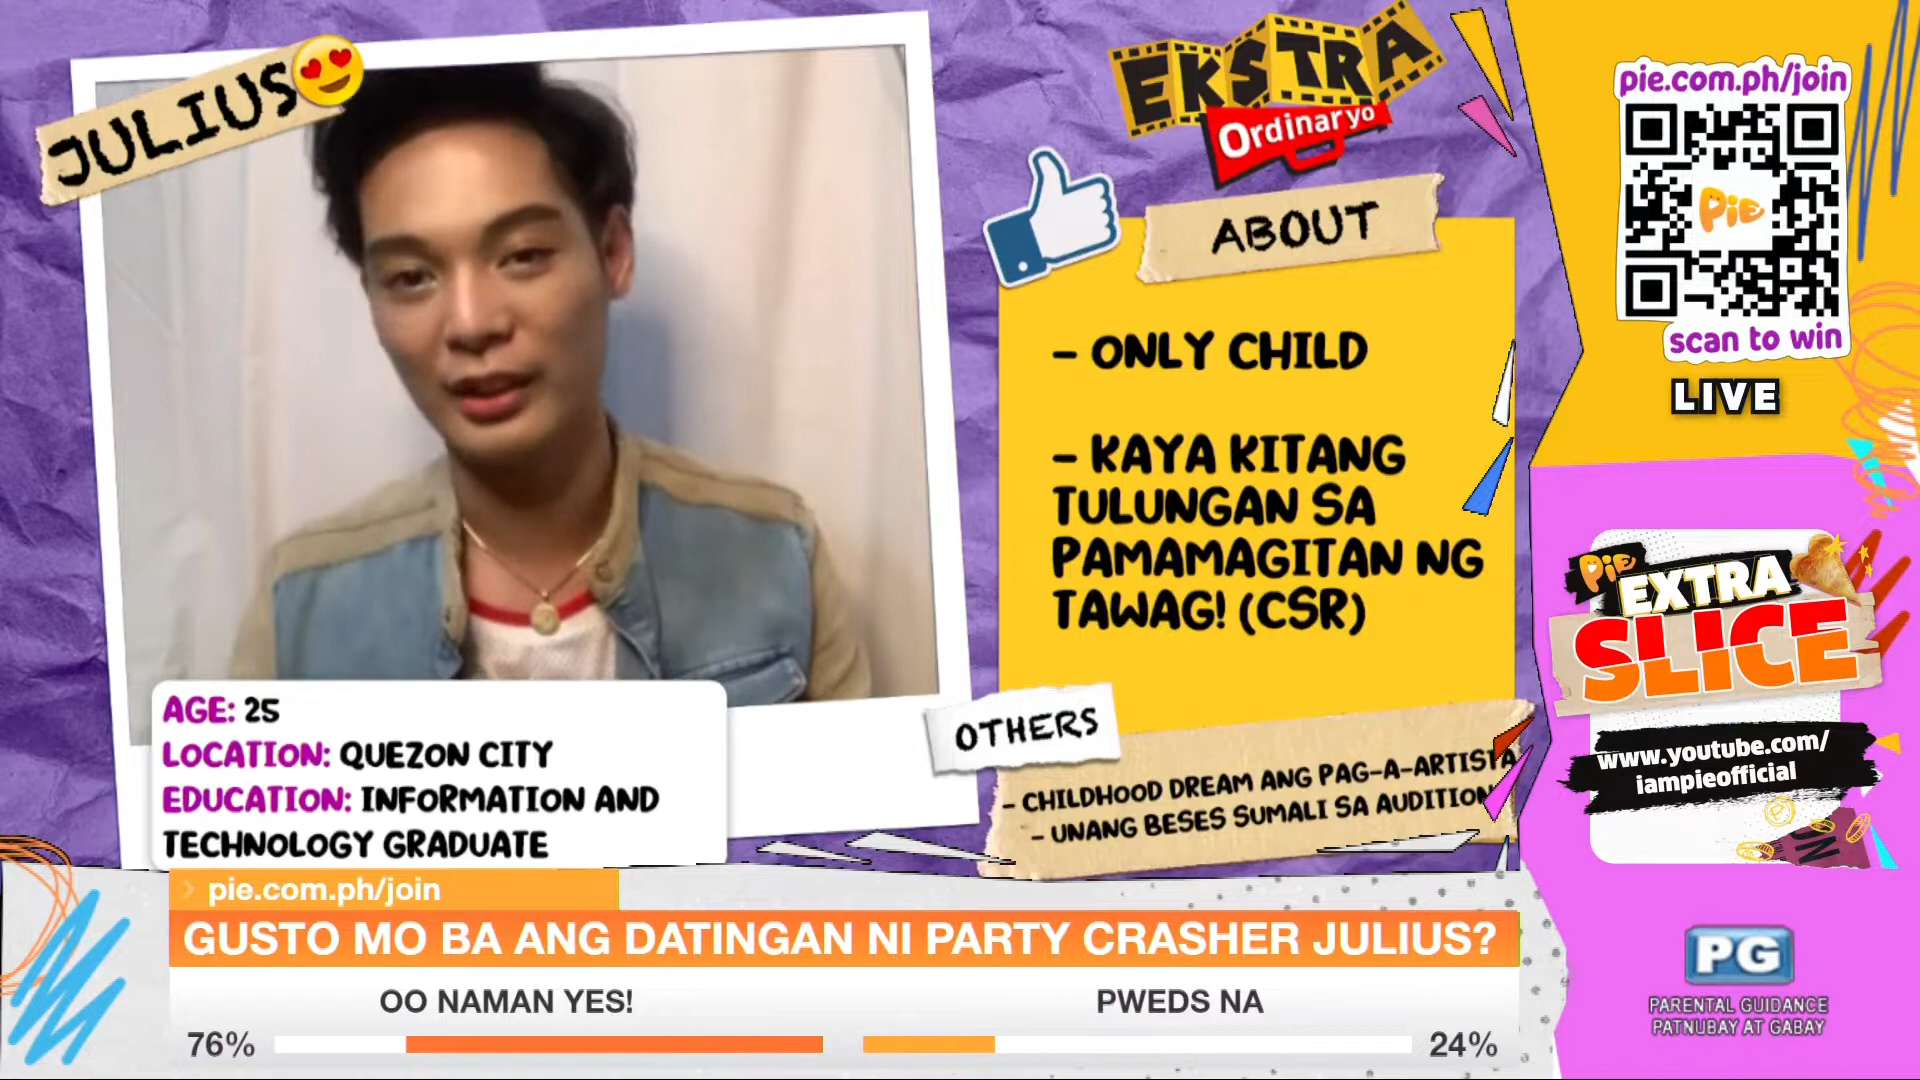 JULIUS
EKSTRA
Ordinaryo
ABOUT
- ONLY CHILD
- KAYA KITANG
TULUNGAN SA
PAMAMAGITAN NG
TAWAG! (CSR)
OTHERS
- CHILDHOOD DREAM ANG PAG-A-ARTISTA
- UNANG BESES SUMALI SA AUDITION
AGE: 25
LOCATION: QUEZON CITY
EDUCATION: INFORMATION AND
TECHNOLOGY GRADUATE
pie.com.ph/join
GUSTO MO BA ANG DATINGAN NI PARTY CRASHER JULIUS?
OO NAMAN YES!
76%
PWEDS NA
24%
pie.com.ph/join
PiE
scan to win
LIVE
PiE
EXTRA
SLICE
www.youtube.com/
iampieofficial
PG
PARENTAL GUIDANCE
PATNUBAY AT GABAY